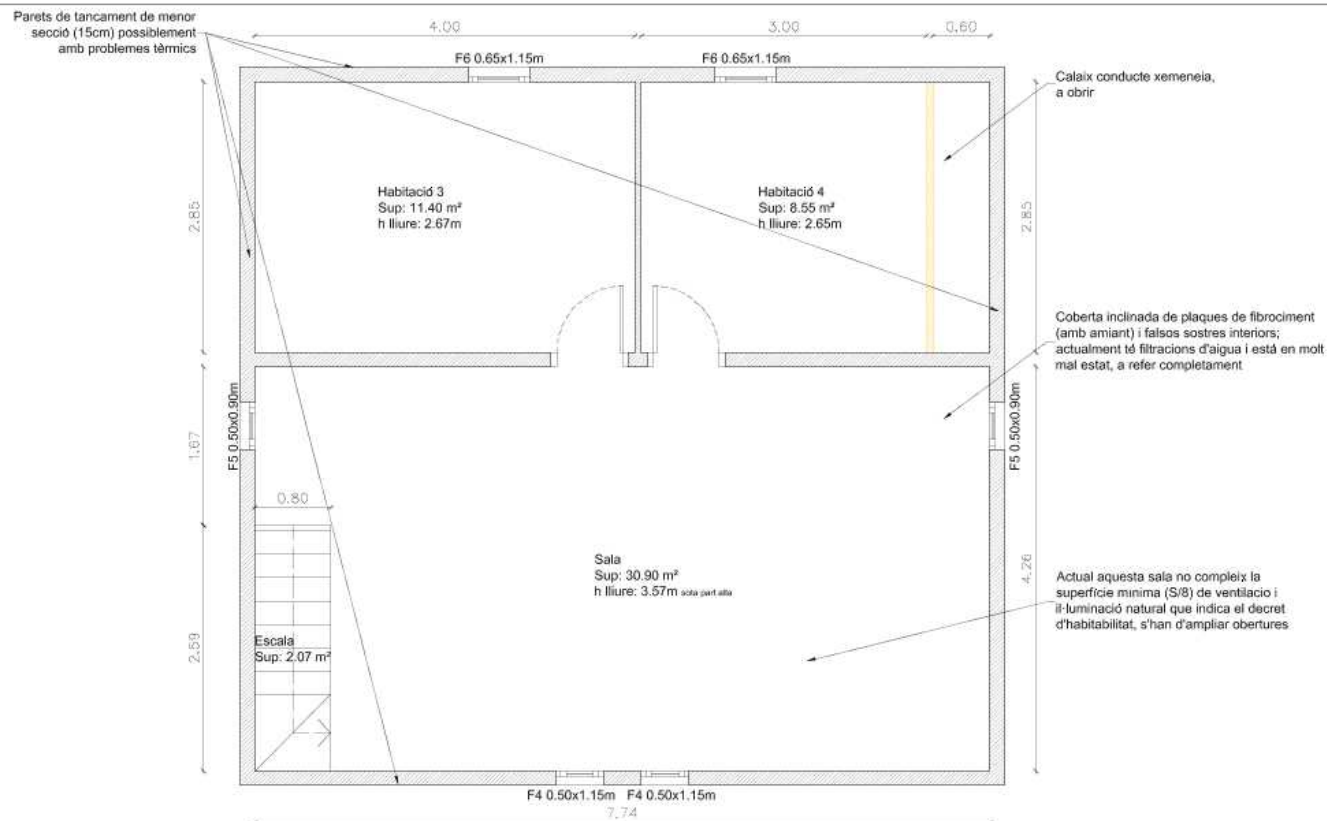 Parets de tancament de menor
secció (15cm) possiblement
amb problemes tèrmics
4.00
3.00
0.60
F6 0.65x1.15m
F6 0.65x1.15m
Calaix conducte xemeneia,
a obrir
2.85
Habitació 3
Sup: 11.40 m²
h lliure: 2.67m
Habitació 4
Sup: 8.55 m²
h lliure: 2.65m
2.85
Coberta inclinada de plaques de fibrociment
(amb amiant) i falsos sostres interiors;
actualment té filtracions d'aigua i està en molt
mal estat, a refer completament
1.67
F5 0.50x0.90m
F5 0.50x0.90m
0.80
Sala
Sup: 30.90 m²
h lliure: 3.57m sota part alta
4.26
Actual aquesta sala no compleix la
superfície minima (S/8) de ventilacio i
il·luminació natural que indica el decret
d'habitabilitat, s'han d'ampliar obertures
2.59
Escala
Sup: 2.07 m²
F4 0.50x1.15m
F4 0.50x1.15m
7.74